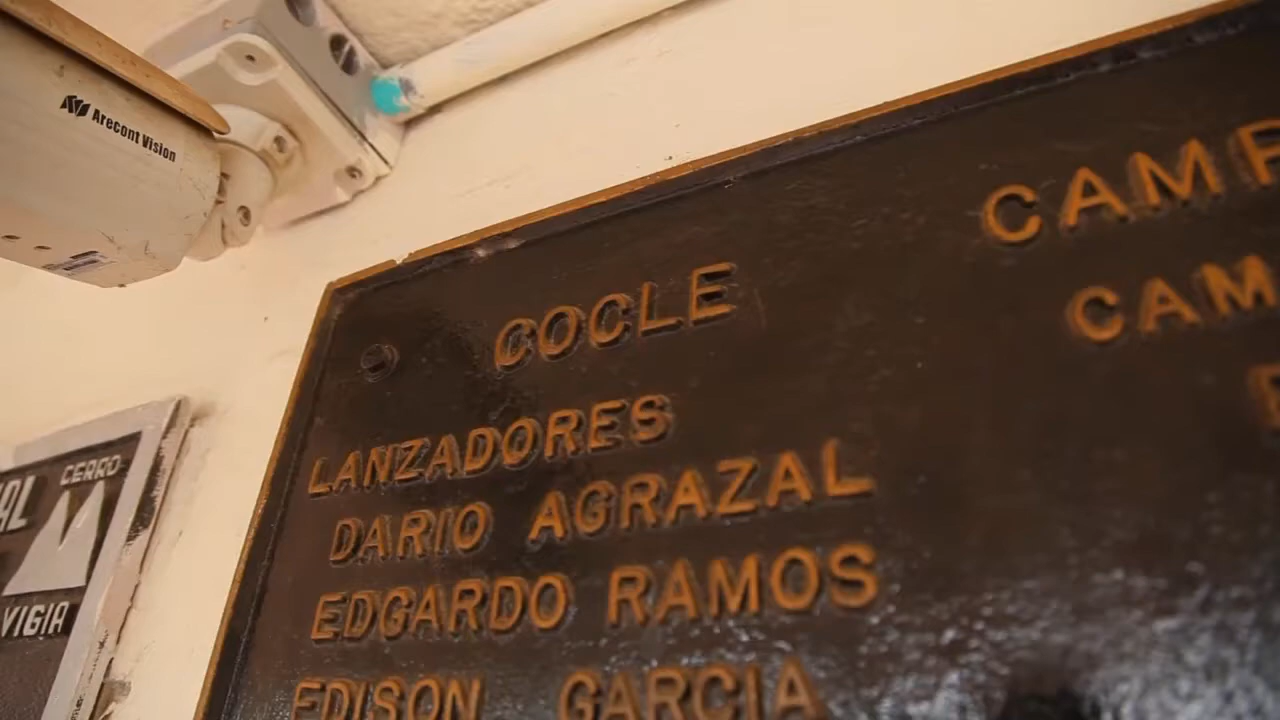 Arecont Vision
COCLE
LANZADORES
DARIO AGRAZAL
EDGARDO RAMOS
EDISON GARCIA
CERRO
VIGIA